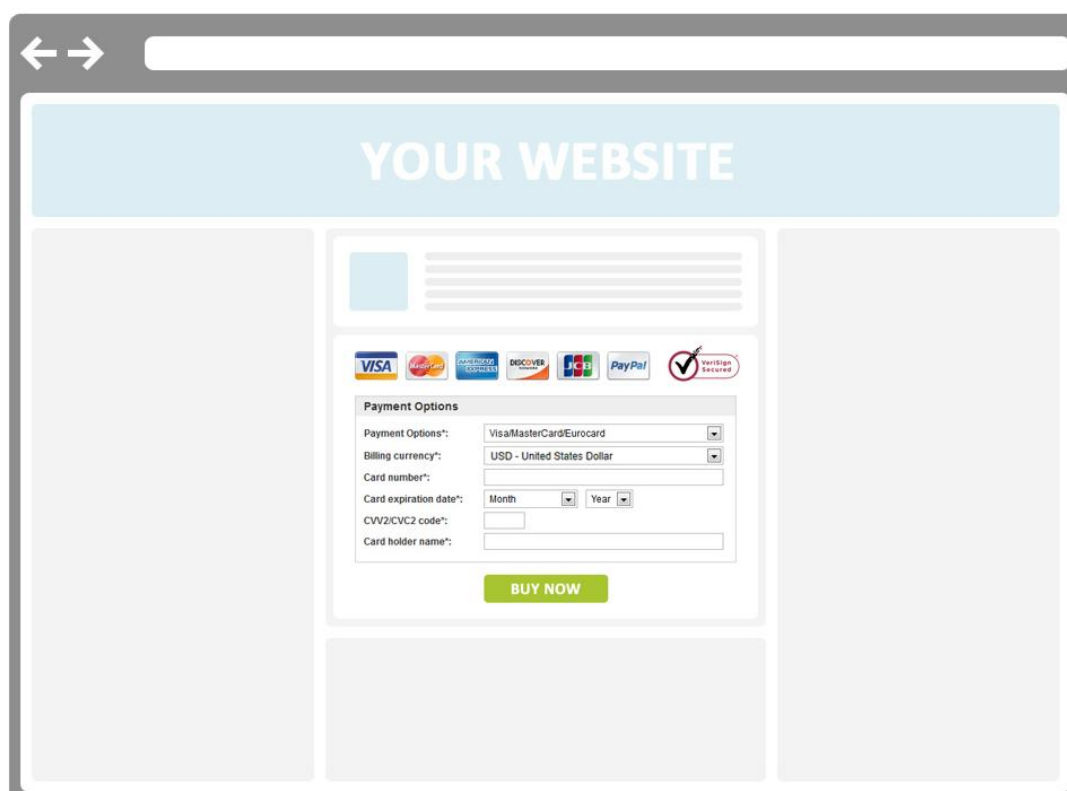 YOUR WEBSITE
VISA MasterCard AMERICAN EXPRESS DISCOVER NETWORK JCB PayPal VeriSign Secured
Payment Options
Payment Options*: Visa/MasterCard/Eurocard
Billing currency*: USD - United States Dollar
Card number*:
Card expiration date*: Month Year
CVV2/CVC2 code*:
Card holder name*:
BUY NOW